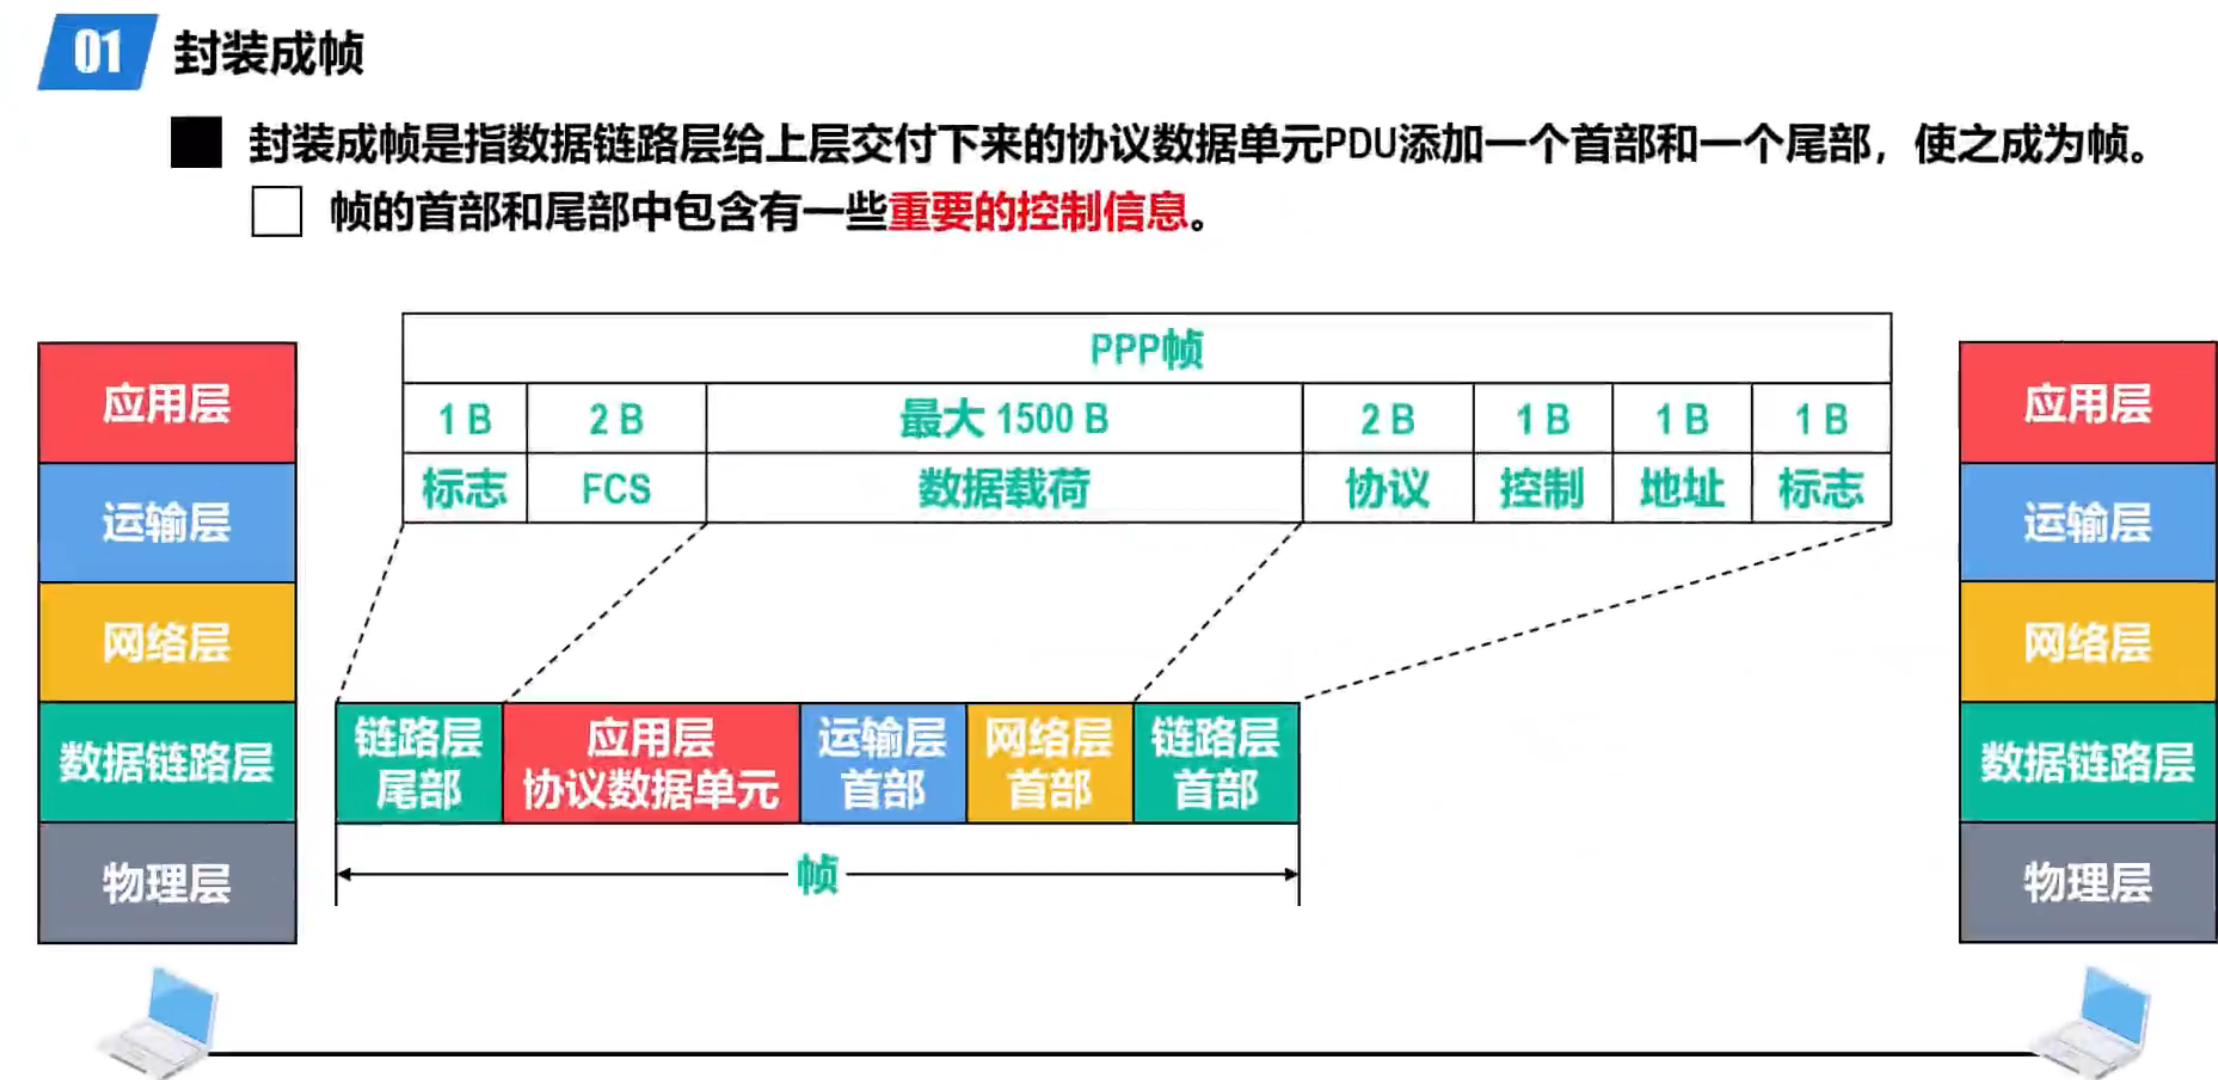 01 封装成帧
封装成帧是指数据链路层给上层交付下来的协议数据单元PDU添加一个首部和一个尾部，使之成为帧。
帧的首部和尾部中包含有一些重要的控制信息。
PPP帧
1 B 2 B 最大 1500 B 2 B 1 B 1 B 1 B
标志 FCS 数据载荷 协议 控制 地址 标志
应用层
运输层
网络层
数据链路层
物理层
链路层
尾部
应用层
协议数据单元
运输层
首部
网络层
首部
链路层
首部
帧
应用层
运输层
网络层
数据链路层
物理层